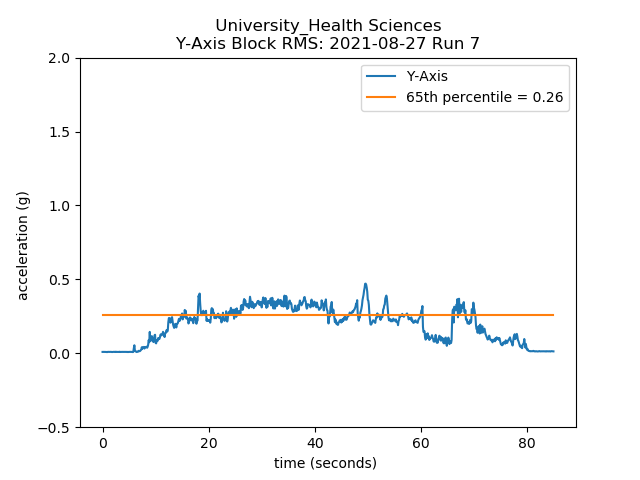 University_Health Sciences
Y-Axis Block RMS: 2021-08-27 Run 7
2.0
1.5
1.0
0.5
0.0
−0.5
acceleration (g)
Y-Axis
65th percentile = 0.26
0 20 40 60 80
time (seconds)